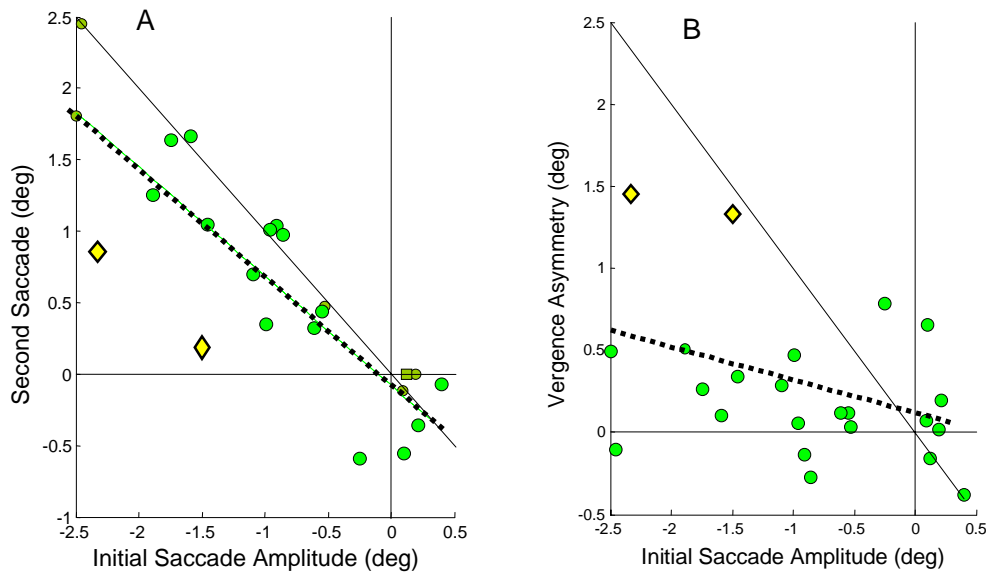 A
2.5
2
1.5
1
0.5
0
-0.5
-1
Second Saccade (deg)
-2.5 -2 -1.5 -1 -0.5 0 0.5
Initial Saccade Amplitude (deg)
B
2.5
2
1.5
1
0.5
0
-0.5
Vergence Asymmetry (deg)
-2.5 -2 -1.5 -1 -0.5 0 0.5
Initial Saccade Amplitude (deg)